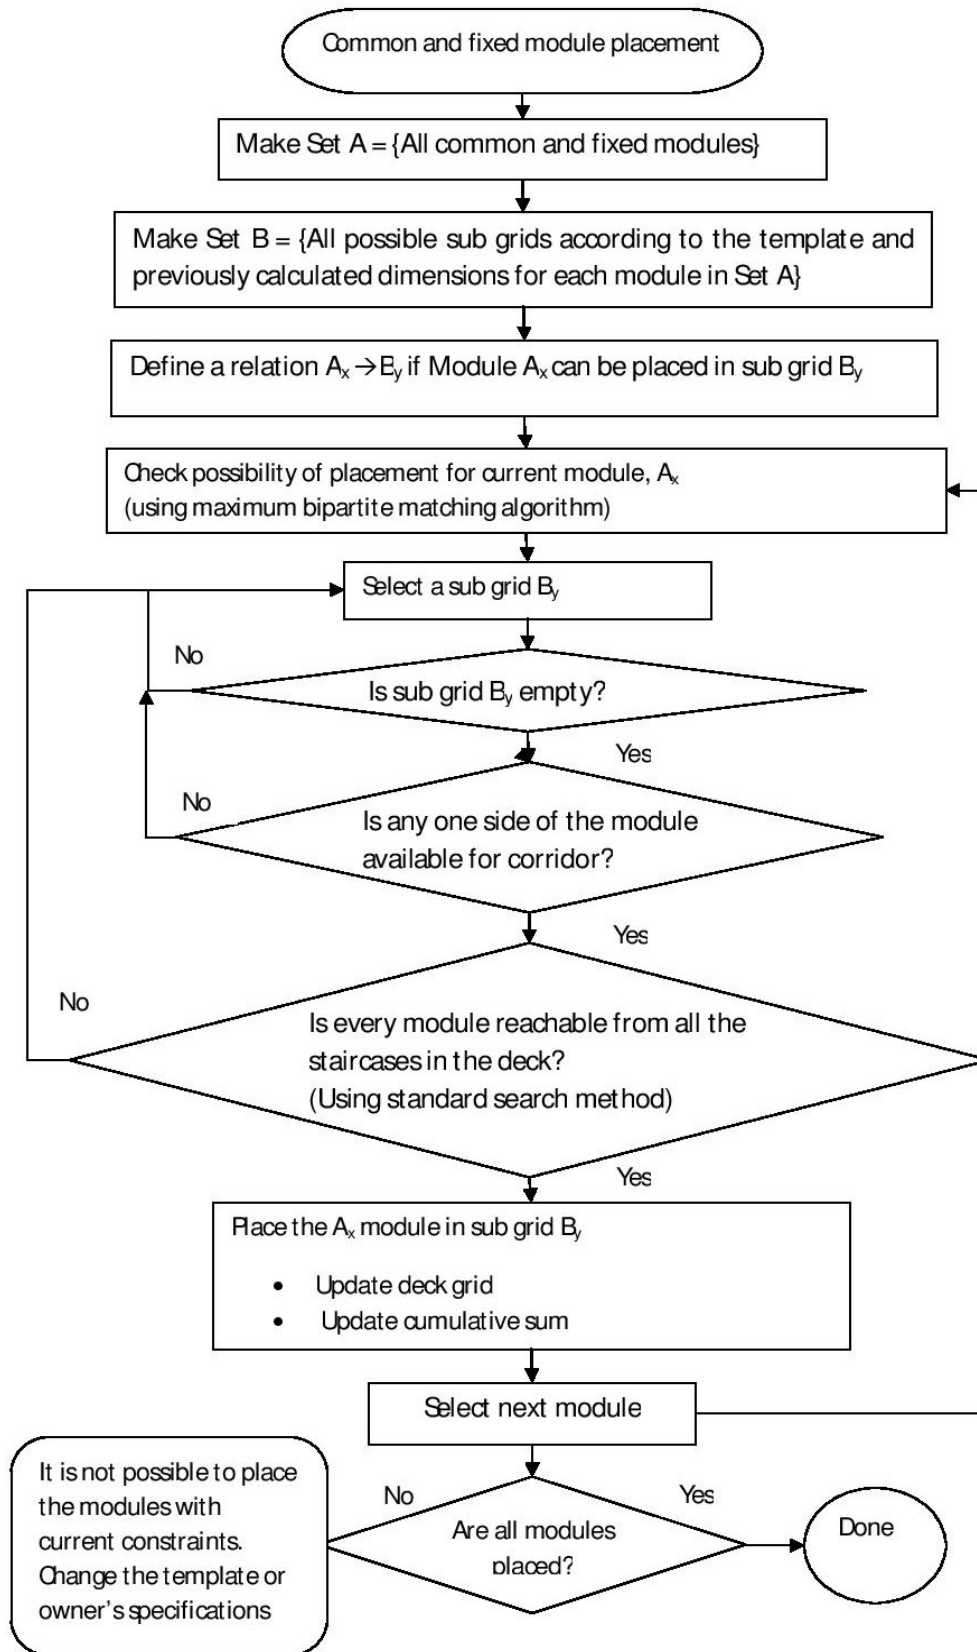 Common and fixed module placement
Make Set A = {All common and fixed modules}
Make Set B = {All possible sub grids according to the template and
previously calculated dimensions for each module in Set A}
Define a relation Aₓ →Bᵧ if Module Aₓ can be placed in sub grid Bᵧ
Check possibility of placement for current module, Aₓ
(using maximum bipartite matching algorithm)
Select a sub grid Bᵧ
No
Is sub grid Bᵧ empty?
Yes
No
Is any one side of the module
available for corridor?
Yes
No
Is every module reachable from all the
staircases in the deck?
(Using standard search method)
Yes
Place the Aₓ module in sub grid Bᵧ
• Update deck grid
• Update cumulative sum
Select next module
It is not possible to place
the modules with
current constraints.
Change the template or
owner's specifications
No
Yes
Are all modules
placed?
Done